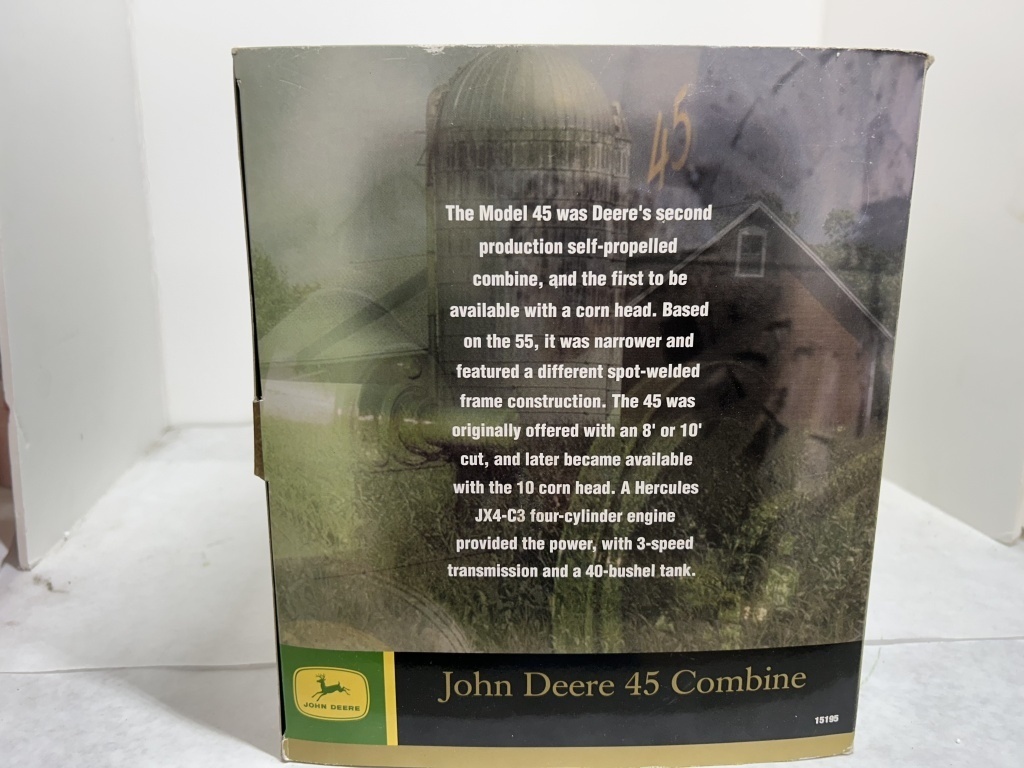 45
The Model 45 was Deere's second
production self-propelled
combine, and the first to be
available with a corn head. Based
on the 55, it was narrower and
featured a different spot-welded
frame construction. The 45 was
originally offered with an 8' or 10'
cut, and later became available
with the 10 corn head. A Hercules
JX4-C3 four-cylinder engine
provided the power, with 3-speed
transmission and a 40-bushel tank.
JOHN DEERE
John Deere 45 Combine
15195